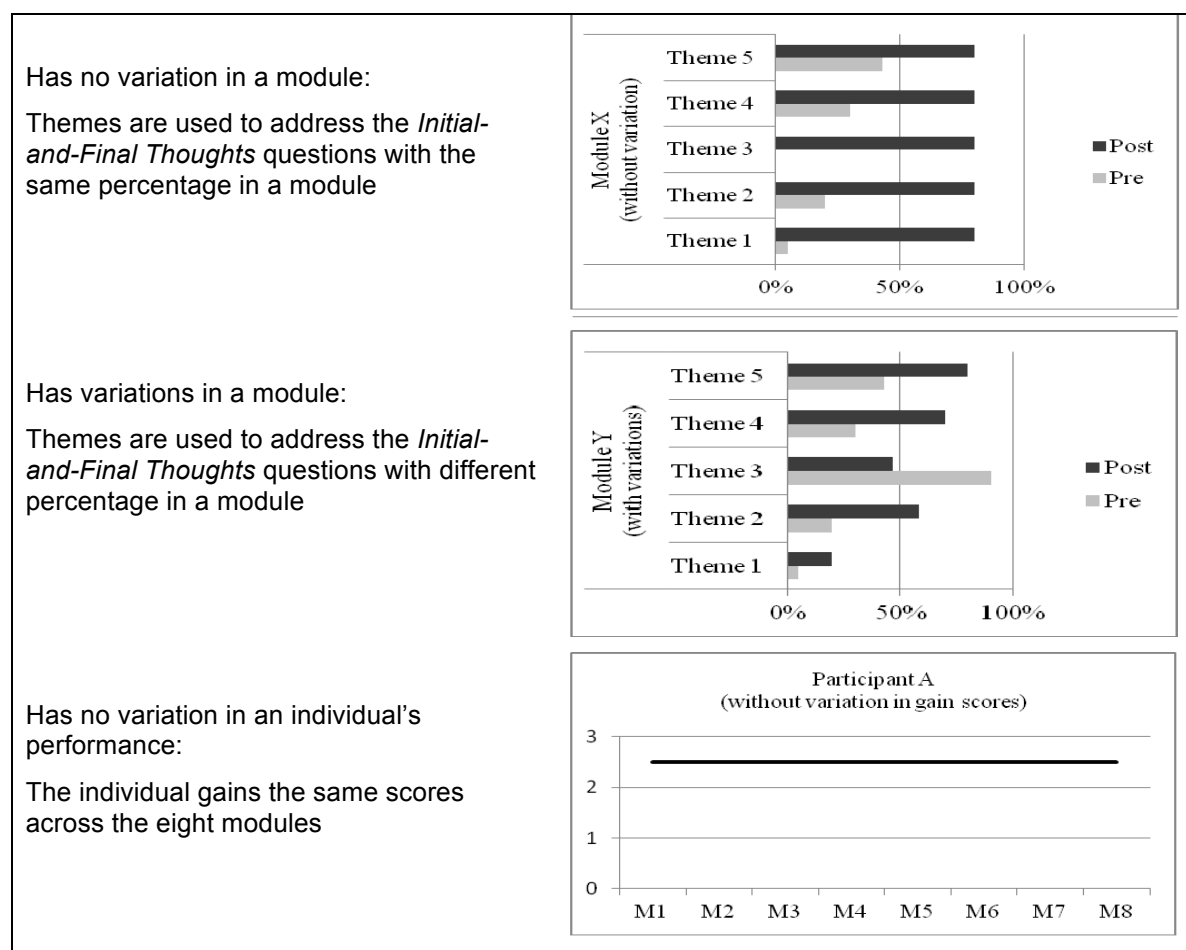 Has no variation in a module:
Themes are used to address the Initial-
and-Final Thoughts questions with the
same percentage in a module
Module X
(without variation)
Theme 5
Theme 4
Theme 3
Theme 2
Theme 1
0% 50% 100%
Post
Pre
Has variations in a module:
Themes are used to address the Initial-
and-Final Thoughts questions with different
percentage in a module
Module Y
(with variations)
Theme 5
Theme 4
Theme 3
Theme 2
Theme 1
0% 50% 100%
Post
Pre
Has no variation in an individual’s
performance:
The individual gains the same scores
across the eight modules
Participant A
(without variation in gain scores)
3
2
1
0
M1 M2 M3 M4 M5 M6 M7 M8